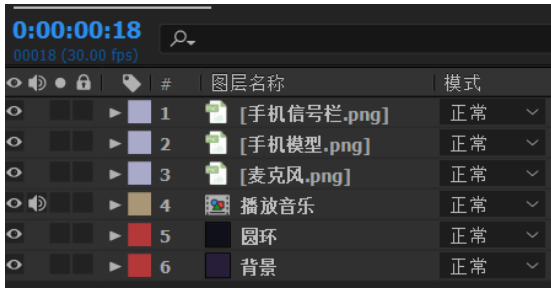 0:00:00:18
00018 (30.00 fps)
# 图层名称 模式
1 [手机信号栏.png] 正常
2 [手机模型.png] 正常
3 [麦克风.png] 正常
4 播放音乐 正常
5 圆环 正常
6 背景 正常